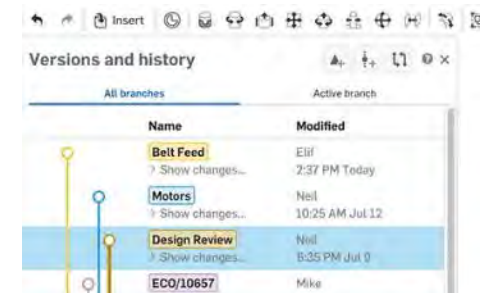 Insert
Versions and history
All branches Active branch
Name Modified
Belt Feed Elif
Show changes... 2:37 PM Today
Motors Neil
Show changes... 10:25 AM Jul 12
Design Review Neil
Show changes... 6:35 PM Jul 9
ECO/10657 Mike